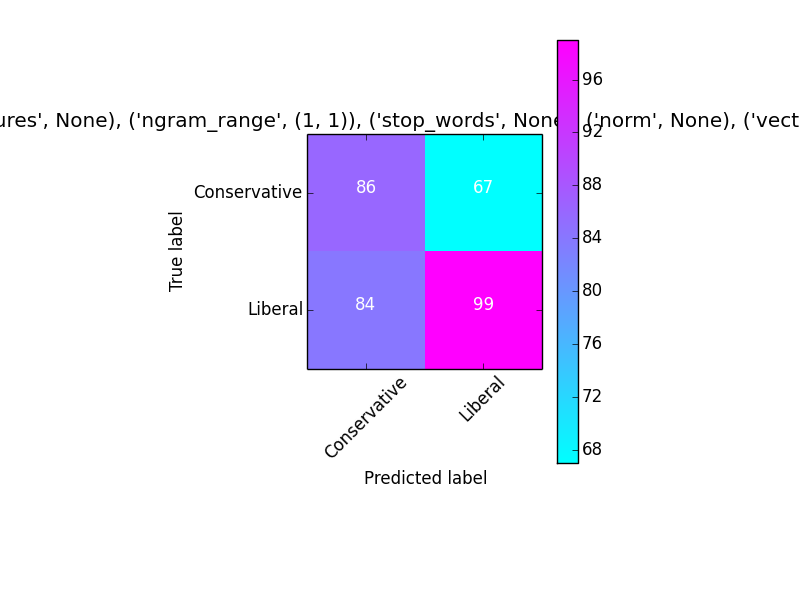 ures', None), ('ngram_range', (1, 1)), ('stop_words', None), ('norm', None), ('vect
96
92
88
84
80
76
72
68
True label
Conservative
86
67
Liberal
84
99
Conservative
Liberal
Predicted label